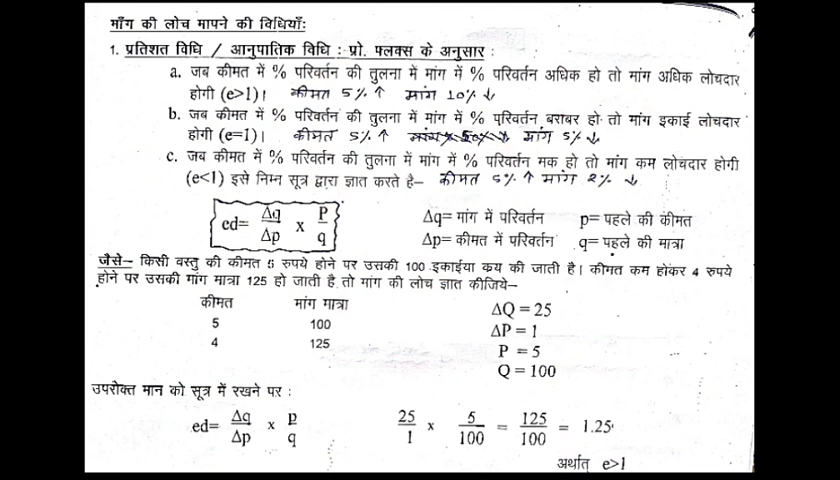 माँग की लोच मापने की विधियाँः
1. प्रतिशत विधि / आनुपातिक विधि : प्रो. फ्लक्स के अनुसार :
a. जब कीमत में % परिवर्तन की तुलना में मांग में % परिवर्तन अधिक हो तो मांग अधिक लोचदार
होगी (e>1)। कीमत 5% ↑ मांग 10% ↓
b. जब कीमत में % परिवर्तन की तुलना में मांग में % परिवर्तन बराबर हो तो मांग इकाई लोचदार
होगी (e=1)। कीमत 5% ↑ मांग 5% ↓
c. जब कीमत में % परिवर्तन की तुलना में मांग में % परिवर्तन मक हो तो मांग कम लोचदार होगी
(e<1) इसे निम्न सूत्र द्वारा ज्ञात करते है– कीमत 5% ↑ मांग 2% ↓
ed= Δq/Δp x P/q
Δq= मांग में परिवर्तन p= पहले की कीमत
Δp= कीमत में परिवर्तन q= पहले की मात्रा
जैसे– किसी वस्तु की कीमत 5 रुपये होने पर उसकी 100 इकाईया कय की जाती है। कीमत कम होकर 4 रुपये
होने पर उसकी मांग मात्रा 125 हो जाती है तो मांग की लोच ज्ञात कीजिये–
कीमत मांग मात्रा
5 100
4 125
ΔQ = 25
ΔP = 1
P = 5
Q = 100
उपरोक्त मान को सूत्र में रखने पर :
ed= Δq/Δp x p/q 25/1 x 5/100 = 125/100 = 1.25
अर्थात् e>1